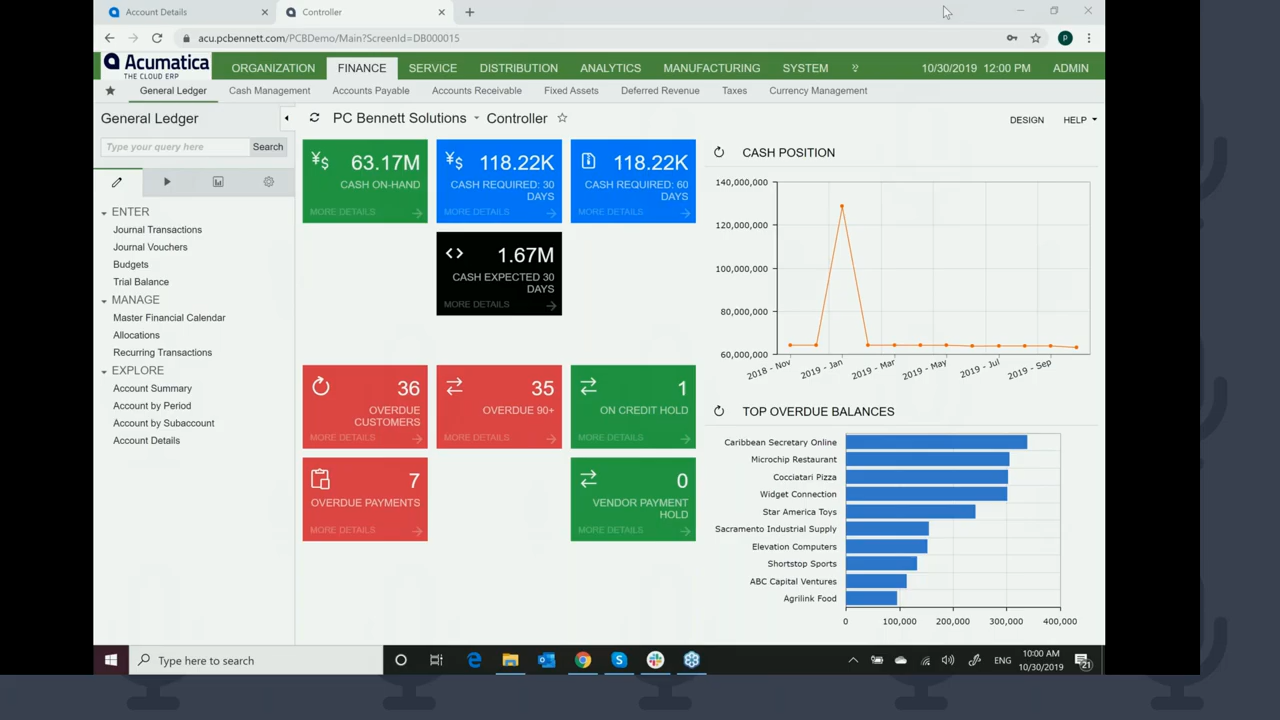 Account Details
Controller
acu.pcbennett.com/PCBDemo/Main?ScreenId=DB000015
Acumatica
THE CLOUD ERP
ORGANIZATION FINANCE SERVICE DISTRIBUTION ANALYTICS MANUFACTURING SYSTEM 10/30/2019 12:00 PM ADMIN
General Ledger Cash Management Accounts Payable Accounts Receivable Fixed Assets Deferred Revenue Taxes Currency Management
General Ledger
Type your query here Search
ENTER
Journal Transactions
Journal Vouchers
Budgets
Trial Balance
MANAGE
Master Financial Calendar
Allocations
Recurring Transactions
EXPLORE
Account Summary
Account by Period
Account by Subaccount
Account Details
PC Bennett Solutions Controller
DESIGN HELP
¥$ 63.17M
CASH ON-HAND
MORE DETAILS
¥$ 118.22K
CASH REQUIRED: 30
DAYS
MORE DETAILS
118.22K
CASH REQUIRED: 60
DAYS
MORE DETAILS
1.67M
CASH EXPECTED 30
DAYS
MORE DETAILS
36
OVERDUE
CUSTOMERS
MORE DETAILS
35
OVERDUE 90+
MORE DETAILS
1
ON CREDIT HOLD
MORE DETAILS
7
OVERDUE PAYMENTS
MORE DETAILS
0
VENDOR PAYMENT
HOLD
MORE DETAILS
CASH POSITION
140,000,000
120,000,000
100,000,000
80,000,000
60,000,000
2018 - Nov 2019 - Jan 2019 - Mar 2019 - May 2019 - Jul 2019 - Sep
TOP OVERDUE BALANCES
Caribbean Secretary Online
Microchip Restaurant
Cocciatari Pizza
Widget Connection
Star America Toys
Sacramento Industrial Supply
Elevation Computers
Shortstop Sports
ABC Capital Ventures
Agrilink Food
0 100,000 200,000 300,000 400,000
Type here to search
ENG
10:00 AM
10/30/2019
21